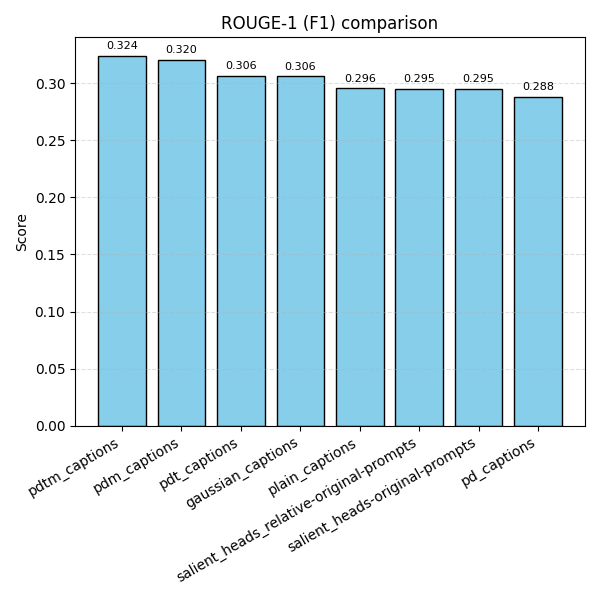 ROUGE-1 (F1) comparison
0.324
0.320
0.306
0.306
0.296
0.295
0.295
0.288
Score
0.30
0.25
0.20
0.15
0.10
0.05
0.00
pdtm_captions
pdm_captions
pdt_captions
gaussian_captions
plain_captions
salient_heads_relative-original-prompts
salient_heads-original-prompts
pd_captions